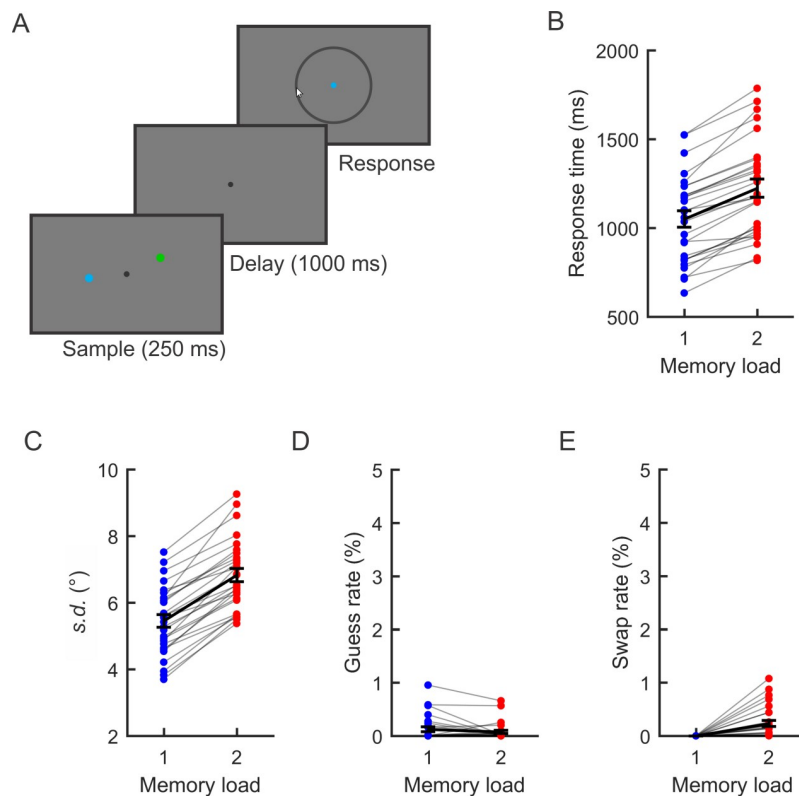 A
Response
Delay (1000 ms)
Sample (250 ms)
B
Response time (ms)
2000
1500
1000
500
1 2
Memory load
C
s.d. (°)
10
8
6
4
2
1 2
Memory load
D
Guess rate (%)
5
4
3
2
1
0
1 2
Memory load
E
Swap rate (%)
5
4
3
2
1
0
1 2
Memory load